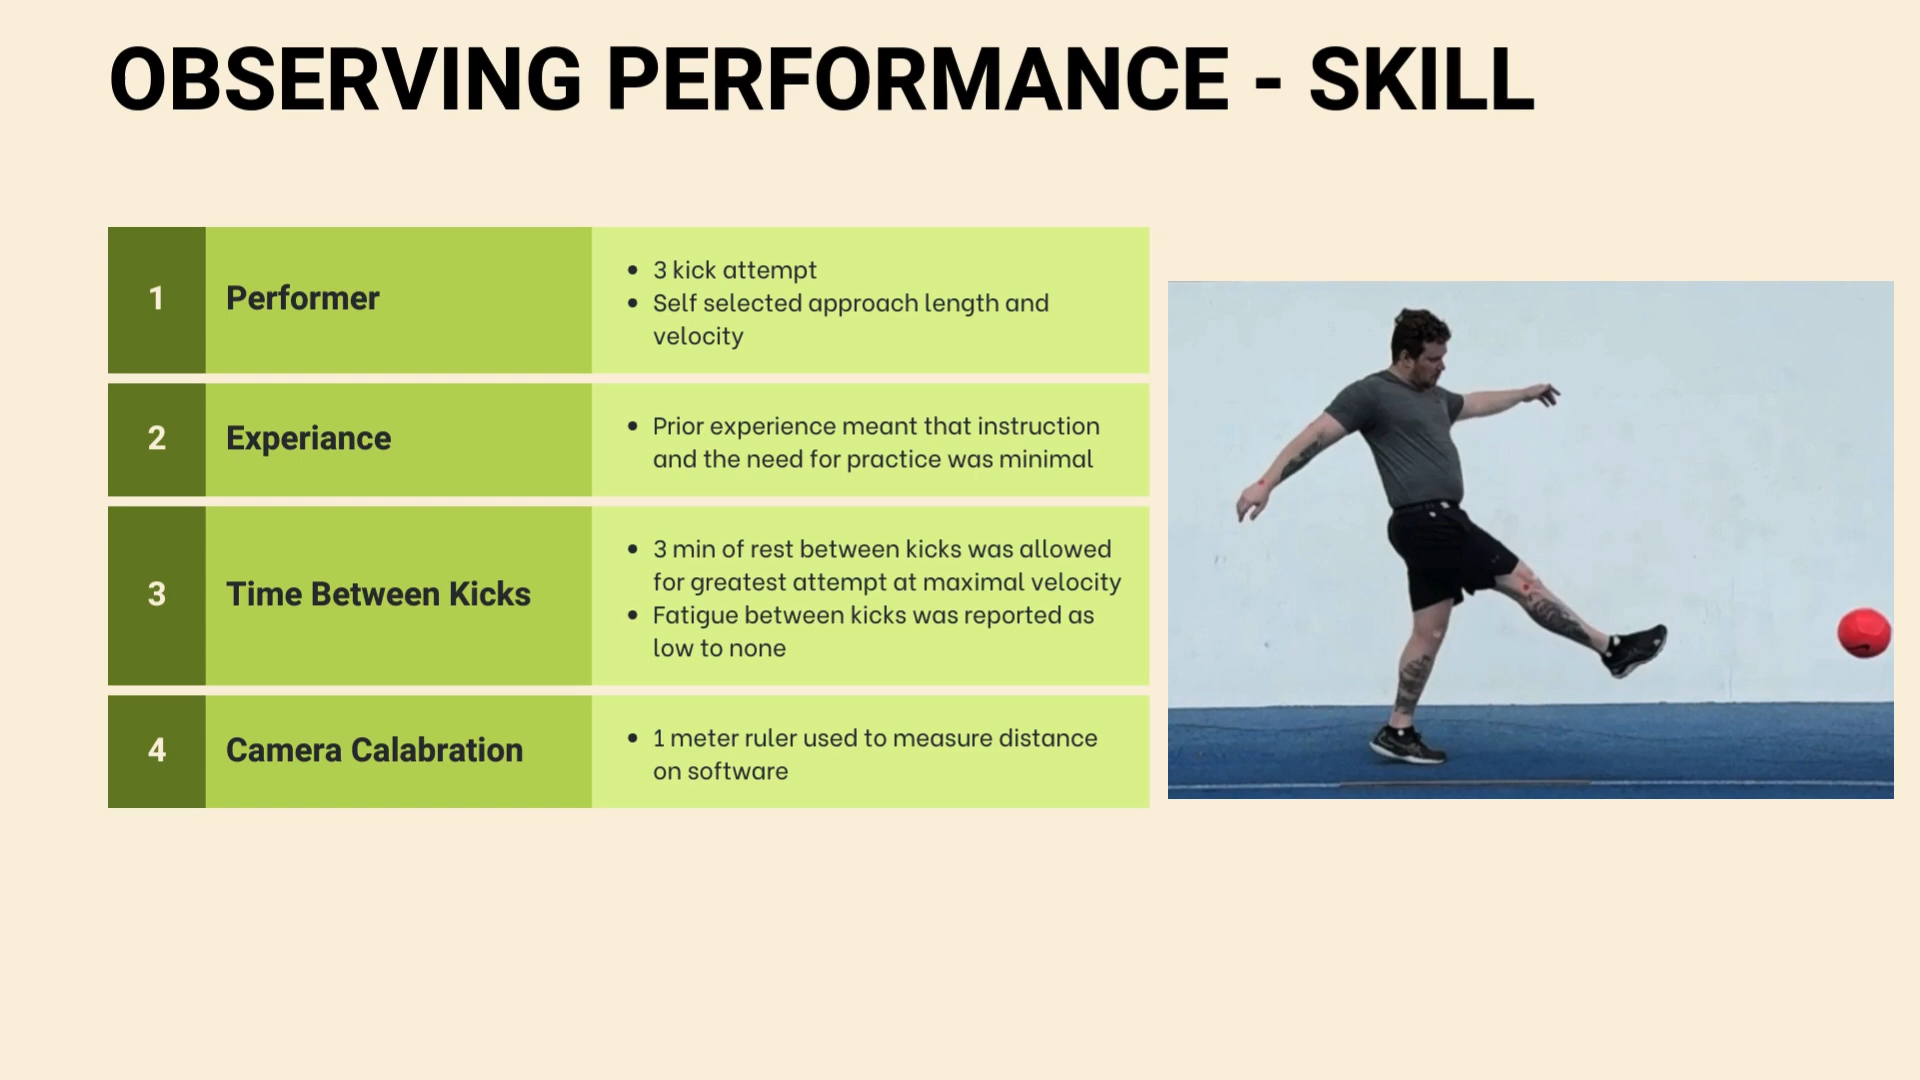 OBSERVING PERFORMANCE - SKILL
1
Performer
• 3 kick attempt
• Self selected approach length and
velocity
2
Experiance
• Prior experience meant that instruction
and the need for practice was minimal
3
Time Between Kicks
• 3 min of rest between kicks was allowed
for greatest attempt at maximal velocity
• Fatigue between kicks was reported as
low to none
4
Camera Calabration
• 1 meter ruler used to measure distance
on software